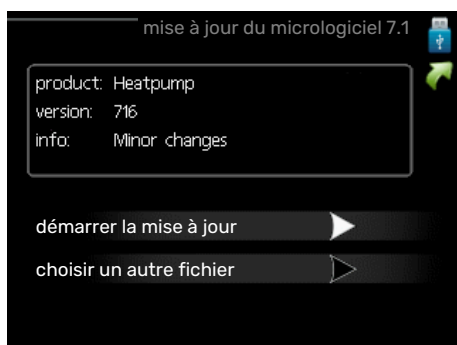 mise à jour du micrologiciel 7.1
product: Heatpump
version: 716
info: Minor changes
démarrer la mise à jour
choisir un autre fichier